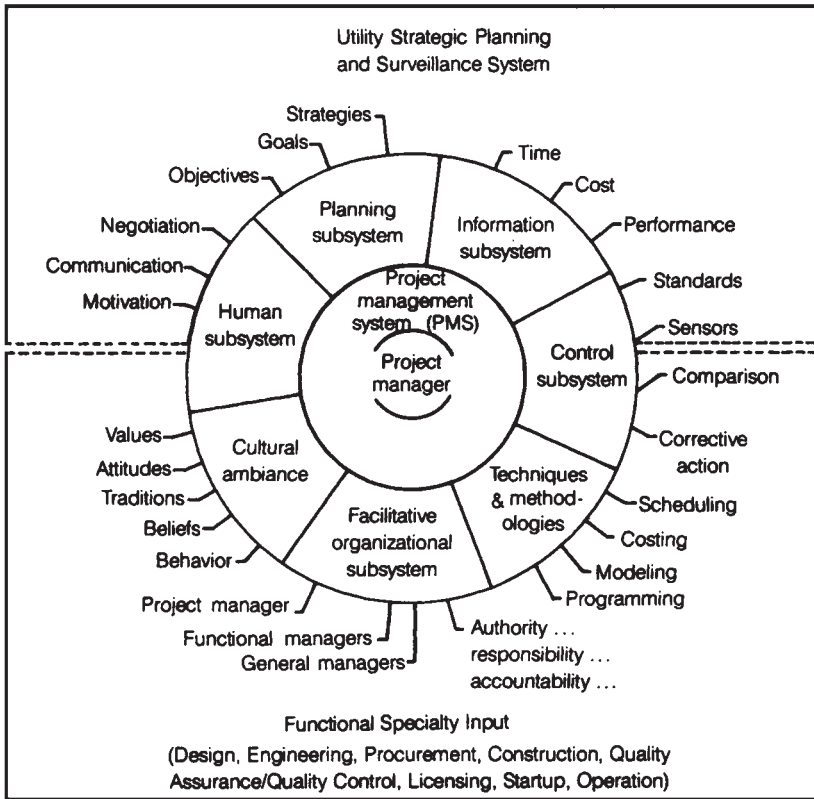 Utility Strategic Planning
and Surveillance System
Strategies
Goals
Objectives
Negotiation
Communication
Motivation
Time
Cost
Performance
Standards
Sensors
Comparison
Corrective
action
Planning
subsystem
Information
subsystem
Human
subsystem
Project
management
system (PMS)
Project
manager
Control
subsystem
Cultural
ambiance
Facilitative
organizational
subsystem
Techniques
& method-
ologies
Values
Attitudes
Traditions
Beliefs
Behavior
Project manager
Functional managers
General managers
Scheduling
Costing
Modeling
Programming
Authority ...
responsibility ...
accountability ...
Functional Specialty Input
(Design, Engineering, Procurement, Construction, Quality
Assurance/Quality Control, Licensing, Startup, Operation)